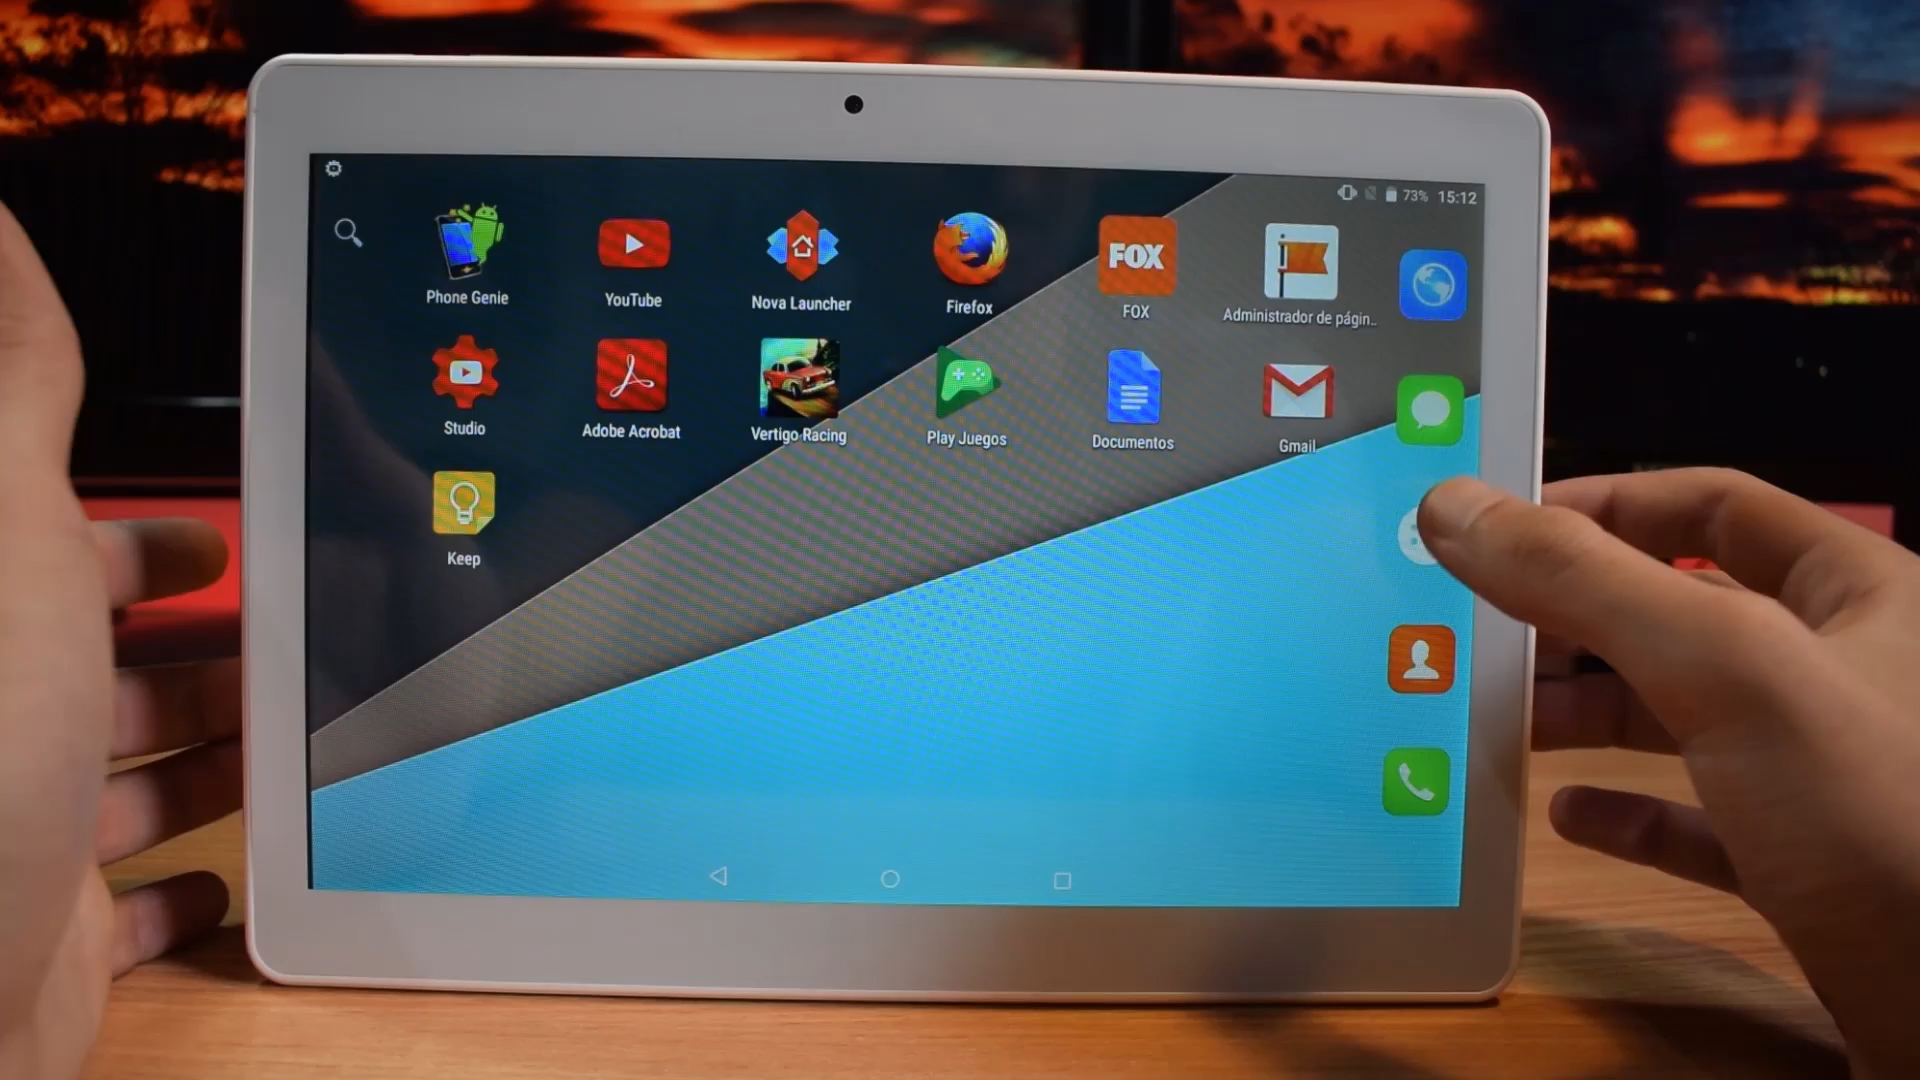 73% 15:12
Phone Genie
YouTube
Nova Launcher
Firefox
FOX
FOX
Administrador de págin..
Studio
Adobe Acrobat
Vertigo Racing
Play Juegos
Documentos
Gmail
Keep